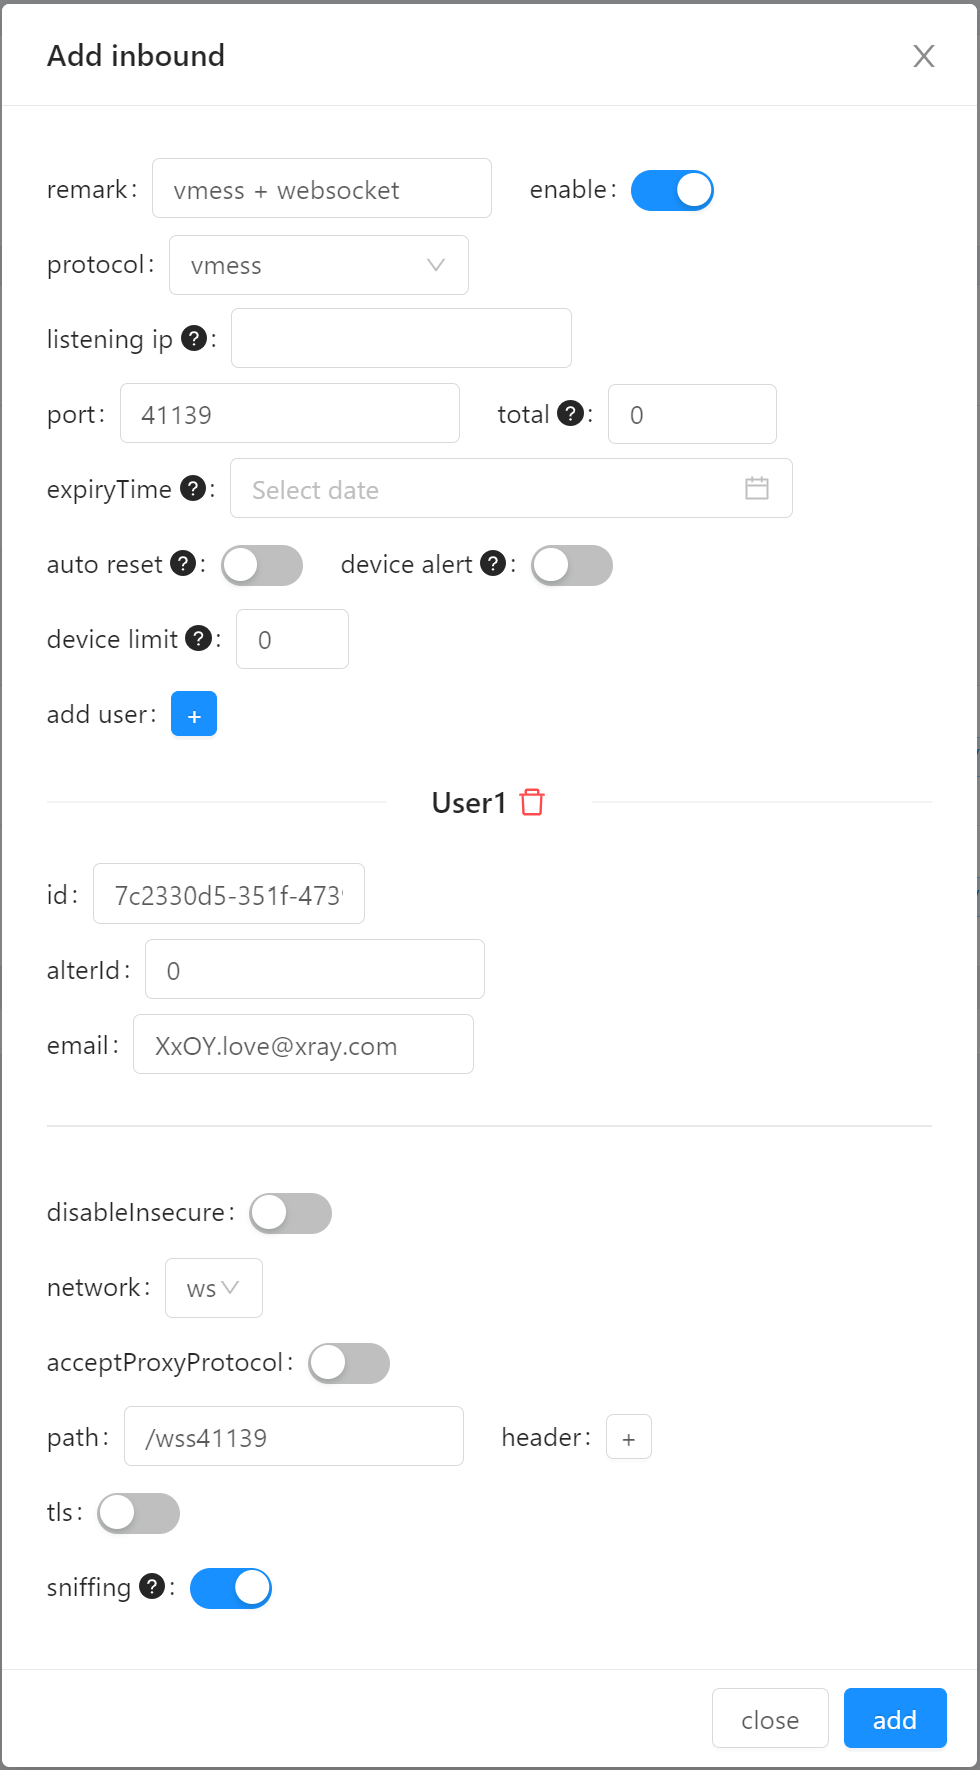 Add inbound
remark: vmess + websocket enable:
protocol: vmess
listening ip ? :
port: 41139 total ? : 0
expiryTime ? : Select date
auto reset ? : device alert ? :
device limit ? : 0
add user: +
User1
id: 7c2330d5-351f-473
alterId: 0
email: XxOY.love@xray.com
disableInsecure:
network: ws
acceptProxyProtocol:
path: /wss41139 header: +
tls:
sniffing ? :
close add